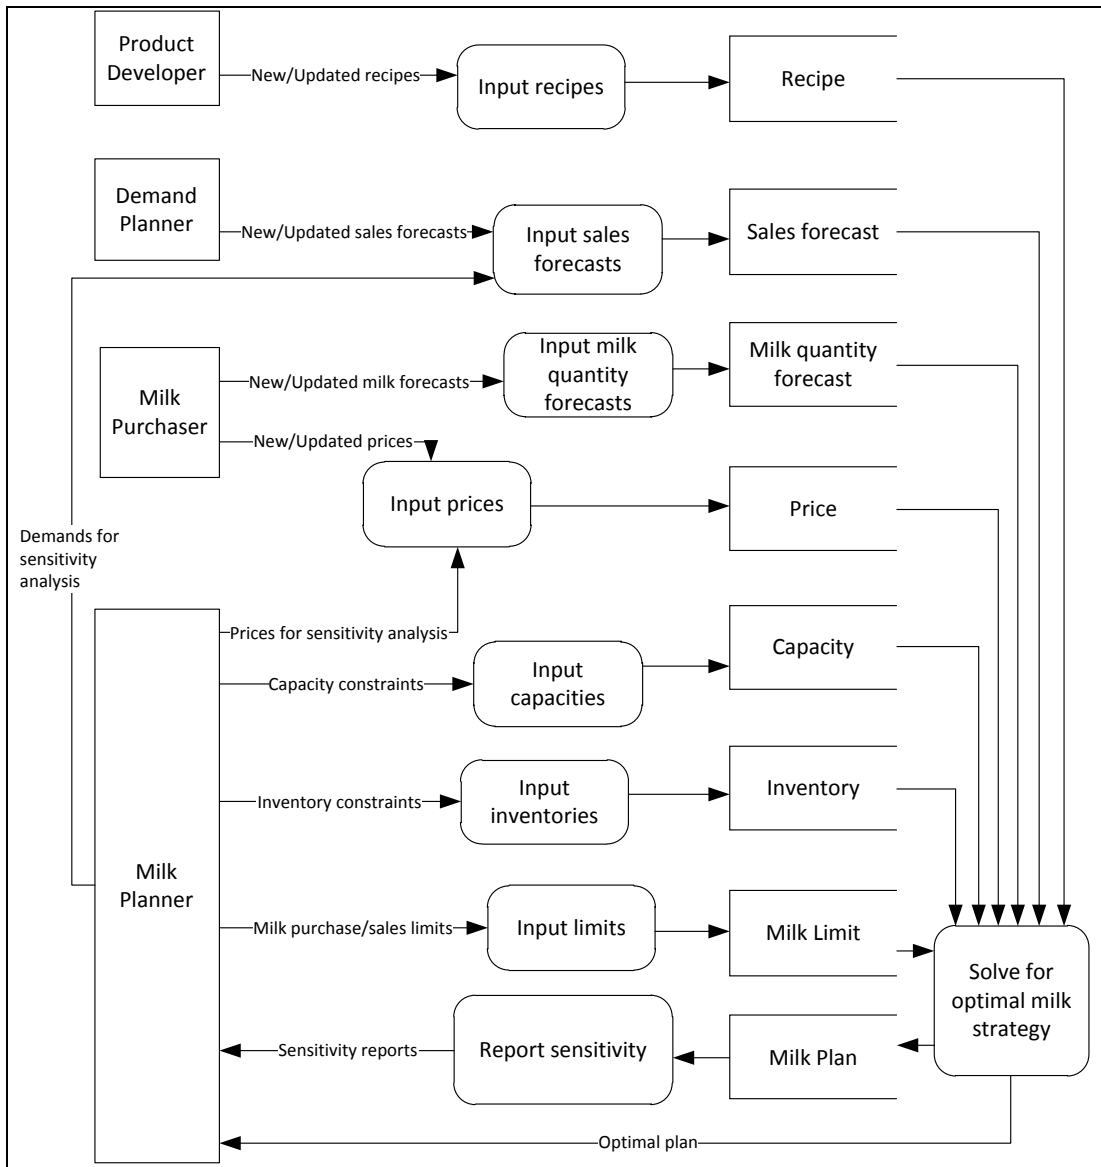 Product
Developer
New/Updated recipes
Input recipes
Recipe
Demand
Planner
New/Updated sales forecasts
Input sales
forecasts
Sales forecast
Milk
Purchaser
New/Updated milk forecasts
Input milk
quantity
forecasts
Milk quantity
forecast
New/Updated prices
Input prices
Price
Demands for
sensitivity
analysis
Prices for sensitivity analysis
Capacity constraints
Input
capacities
Capacity
Inventory constraints
Input
inventories
Inventory
Milk
Planner
Milk purchase/sales limits
Input limits
Milk Limit
Solve for
optimal milk
strategy
Sensitivity reports
Report sensitivity
Milk Plan
Optimal plan